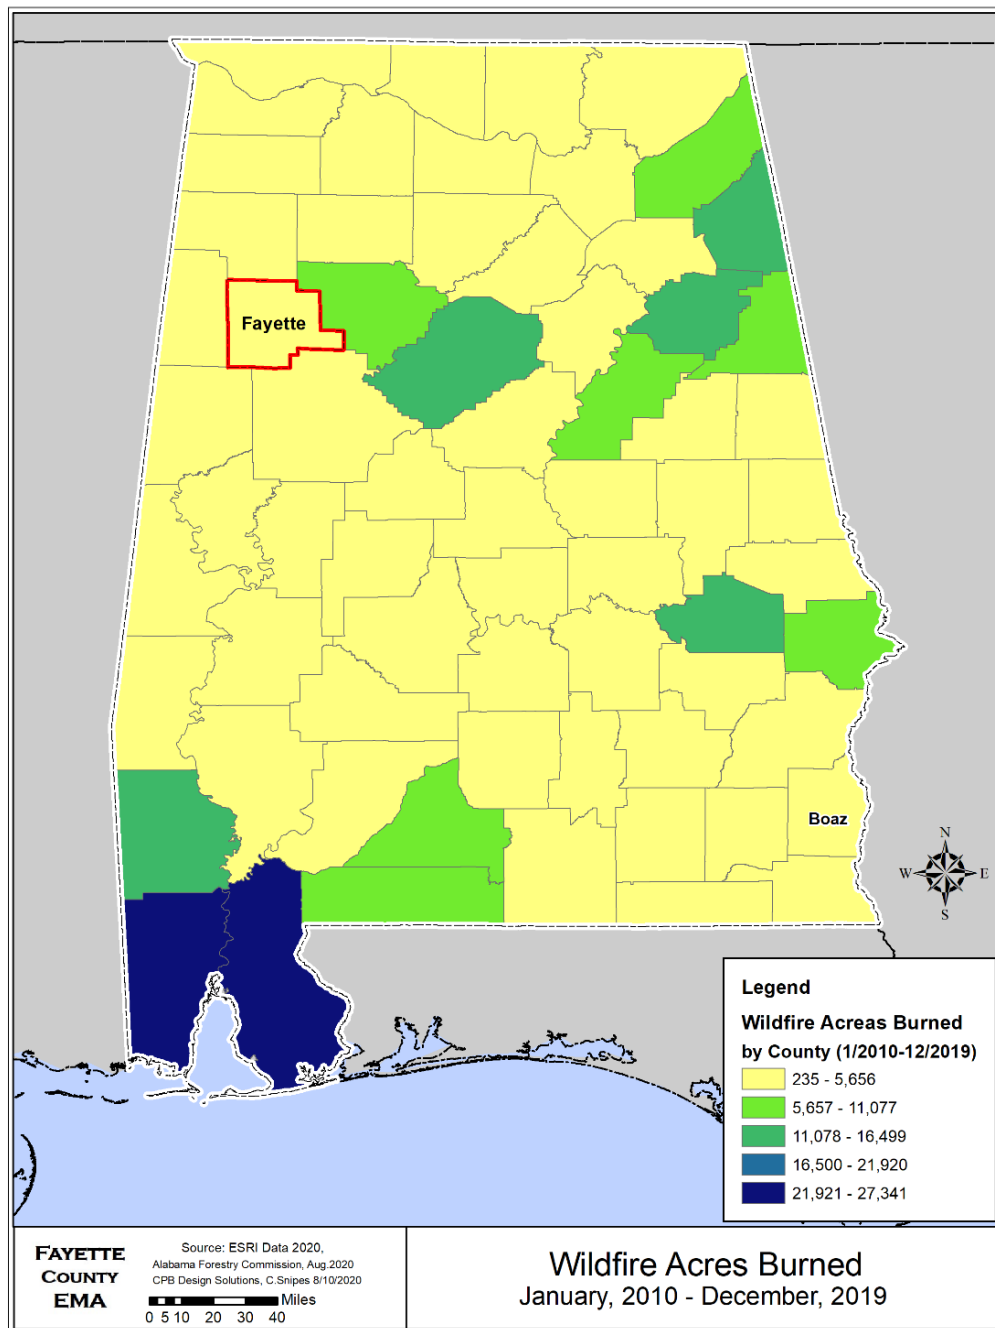 Fayette
Boaz
N
W E
S
Legend
Wildfire Acreas Burned
by County (1/2010-12/2019)
235 - 5,656
5,657 - 11,077
11,078 - 16,499
16,500 - 21,920
21,921 - 27,341
FAYETTE
COUNTY
EMA
Source: ESRI Data 2020,
Alabama Forestry Commission, Aug.2020
CPB Design Solutions, C.Snipes 8/10/2020
Miles
0 5 10 20 30 40
Wildfire Acres Burned
January, 2010 - December, 2019